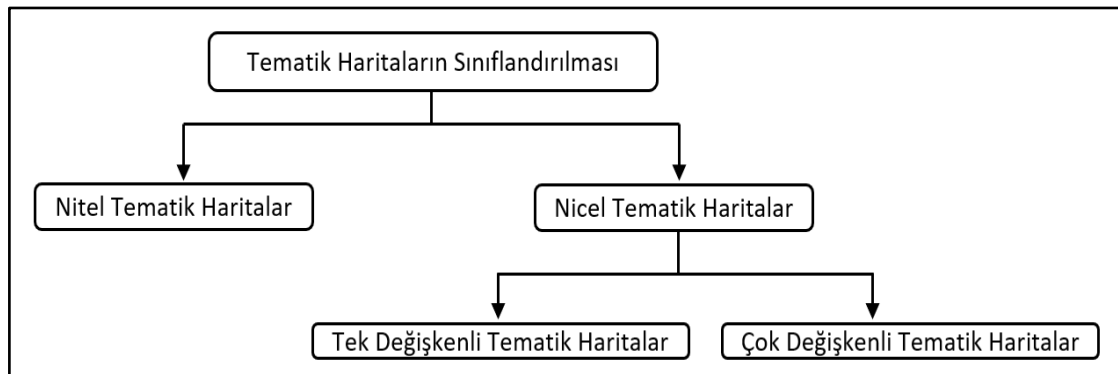 Tematik Haritaların Sınıflandırılması
Nitel Tematik Haritalar
Nicel Tematik Haritalar
Tek Değişkenli Tematik Haritalar
Çok Değişkenli Tematik Haritalar